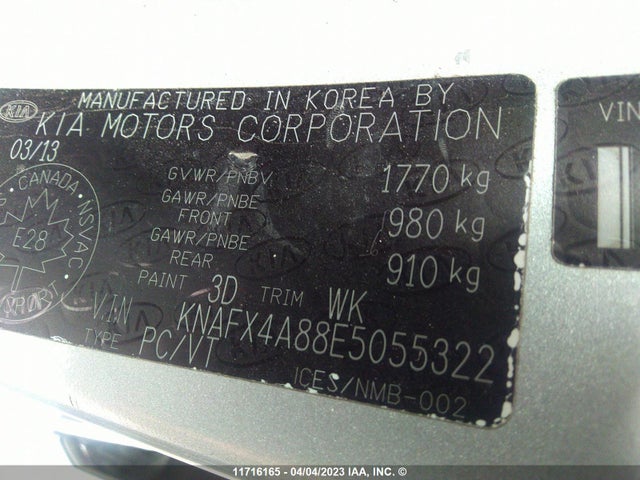 KIA
MANUFACTURED IN KOREA BY
KIA MOTORS CORPORATION
03/13
GVWR/PNBV 1770 kg
GAWR/PNBE
FRONT 980 kg
GAWR/PNBE
REAR 910 kg
PAINT 3D TRIM WK
VIN KNAFX4A88E5055322
TYPE PC/VT
ICES/NMB-002
CANADA NSVAC
E28
VIN
11716165 - 04/04/2023 IAA, INC. ©